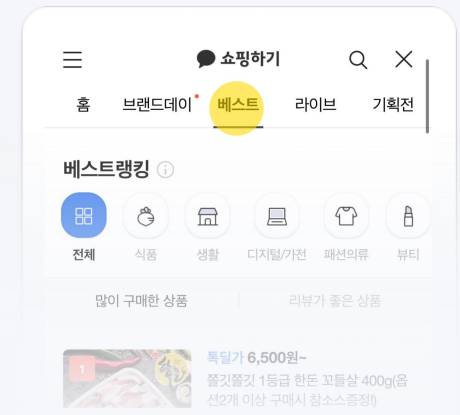 쇼핑하기
홈 브랜드데이 베스트 라이브 기획전
베스트랭킹
전체 식품 생활 디지털/가전 패션의류 뷰티
많이 구매한 상품 리뷰가 좋은 상품
1
톡딜가 6,500원~
쫄깃쫄깃 1등급 한돈 꼬들살 400g(옵
션2개 이상 구매시 참소스증정!)